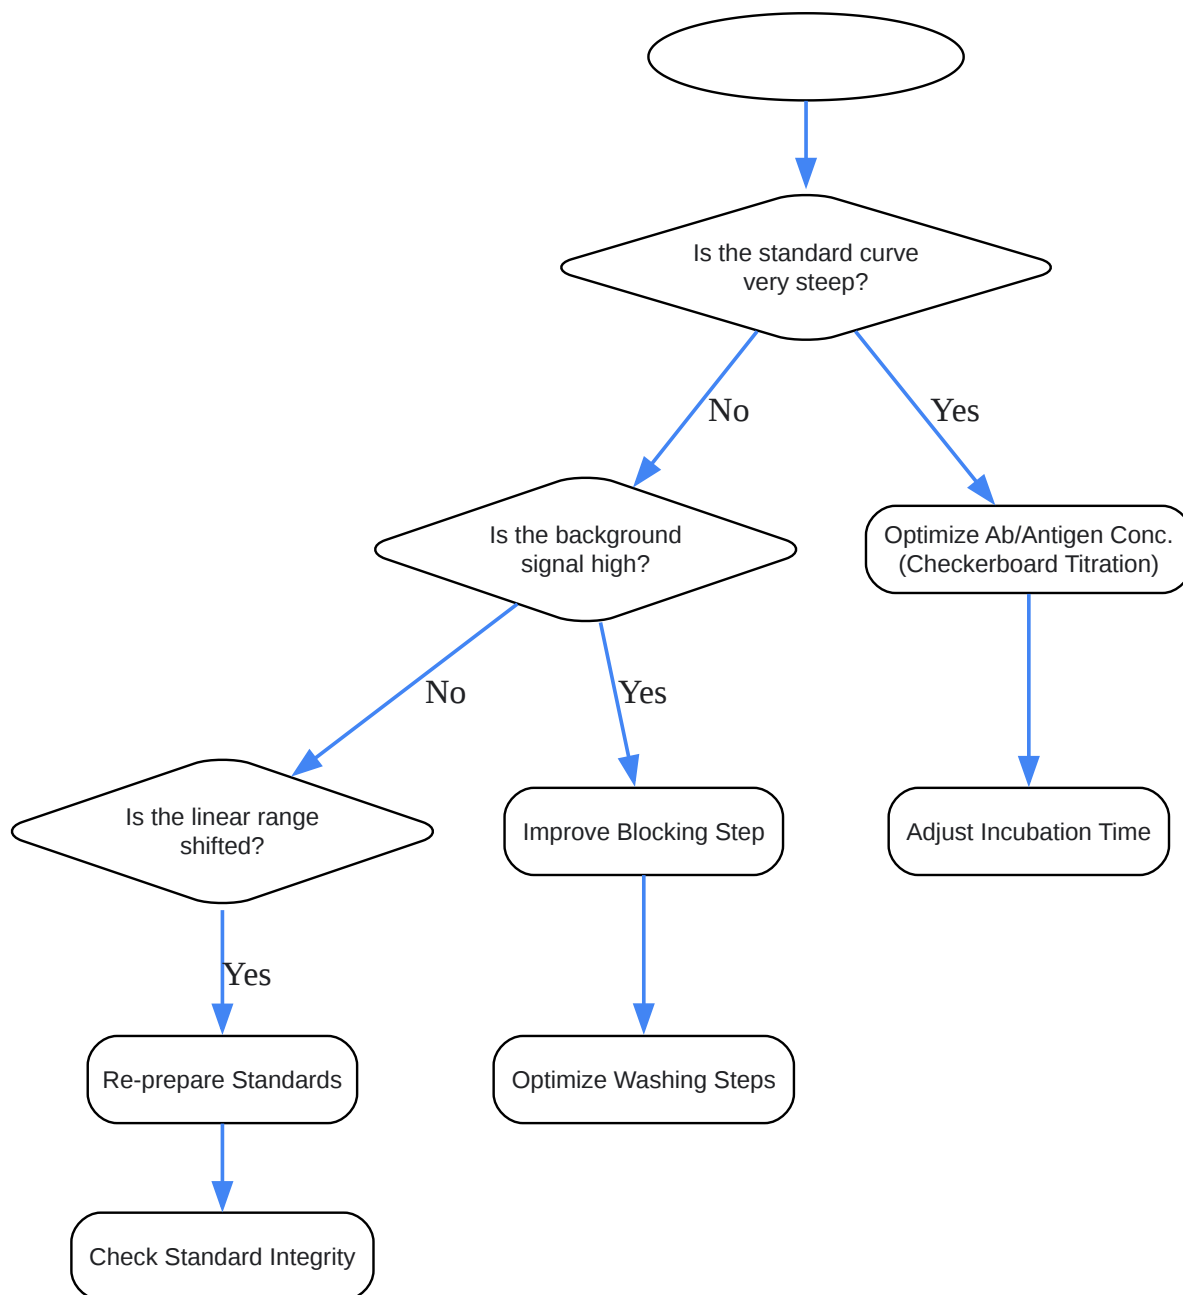 Is the standard curve
very steep?
No
Yes
Is the background
signal high?
Optimize Ab/Antigen Conc.
(Checkerboard Titration)
No
Yes
Is the linear range
shifted?
Improve Blocking Step
Adjust Incubation Time
Yes
Re-prepare Standards
Optimize Washing Steps
Check Standard Integrity